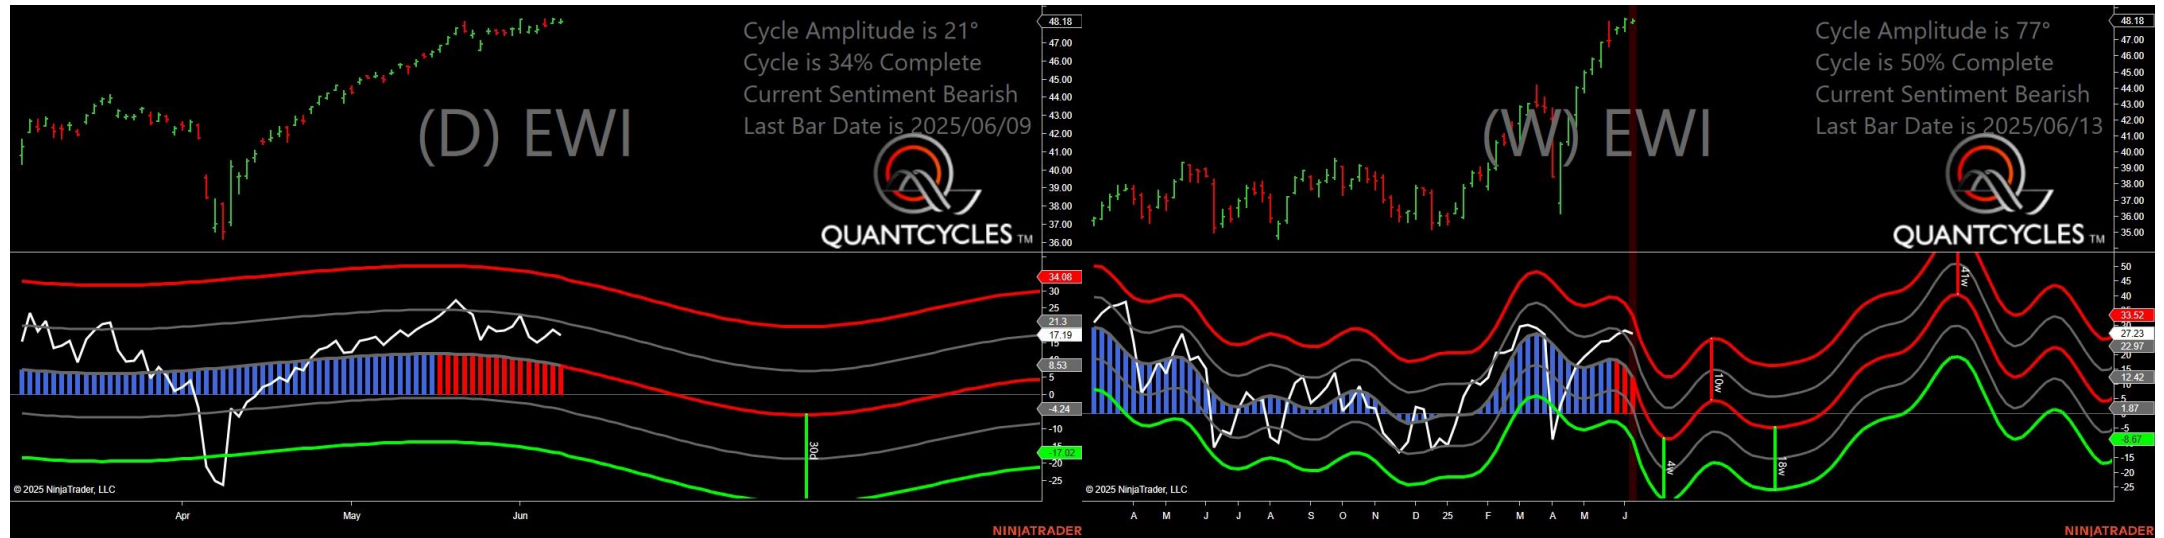 Cycle Amplitude is 21°
Cycle is 34% Complete
Current Sentiment Bearish
Last Bar Date is 2025/06/09
(D) EWI
QUANTCYCLES TM
48.18
47.00
46.00
45.00
44.00
43.00
42.00
41.00
40.00
39.00
38.00
37.00
36.00
34.08
30
25
21.3
17.19
15
8.53
5
0
-4.24
-10
-15
-17.02
-20
-25
30d
© 2025 NinjaTrader, LLC
Apr May Jun
NINJATRADER
Cycle Amplitude is 77°
Cycle is 50% Complete
Current Sentiment Bearish
Last Bar Date is 2025/06/13
(W) EWI
QUANTCYCLES TM
48.18
47.00
46.00
45.00
44.00
43.00
42.00
41.00
40.00
39.00
38.00
37.00
36.00
35.00
50
45
40
33.52
27.23
22.97
20
15
12.42
1.87
-5
-8.67
-15
-20
-25
4w
10w
18w
41w
© 2025 NinjaTrader, LLC
A M J J A S O N D 25 F M A M J
NINJATRADER